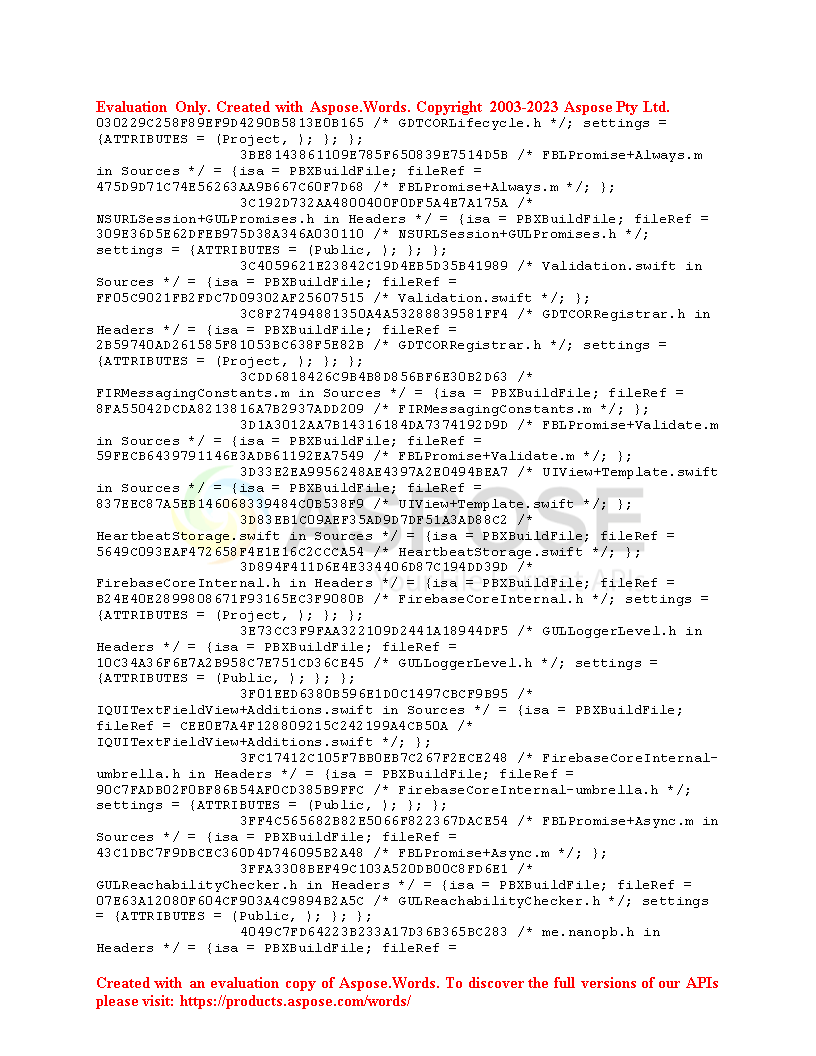 Evaluation Only. Created with Aspose.Words. Copyright 2003-2023 Aspose Pty Ltd.
030229C258F89EF9D4290B5813E0B165 /* GDTCORLifecycle.h */; settings =
{ATTRIBUTES = (Project, ); }; };
3BE8143861109E785F650839E7514D5B /* FBLPromise+Always.m
in Sources */ = {isa = PBXBuildFile; fileRef =
475D9D71C74E56263AA9B667C60F7D68 /* FBLPromise+Always.m */; };
3C192D732AA4800400F0DF5A4E7A175A /*
NSURLSession+GULPromises.h in Headers */ = {isa = PBXBuildFile; fileRef =
309E36D5E62DFEB975D38A346A030110 /* NSURLSession+GULPromises.h */;
settings = {ATTRIBUTES = (Public, ); }; };
3C4059621E23842C19D4EB5D35B41989 /* Validation.swift in
Sources */ = {isa = PBXBuildFile; fileRef =
FF05C9021FB2FDC7D09302AF25607515 /* Validation.swift */; };
3C8F27494881350A4A53288839581FF4 /* GDTCORRegistrar.h in
Headers */ = {isa = PBXBuildFile; fileRef =
2B59740AD261585F81053BC638F5E82B /* GDTCORRegistrar.h */; settings =
{ATTRIBUTES = (Project, ); }; };
3CDD6818426C9B4B8D856BF6E30B2D63 /*
FIRMessagingConstants.m in Sources */ = {isa = PBXBuildFile; fileRef =
8FA55042DCDA8213816A7B2937ADD209 /* FIRMessagingConstants.m */; };
3D1A3012AA7B14316184DA7374192D9D /* FBLPromise+Validate.m
in Sources */ = {isa = PBXBuildFile; fileRef =
59FECB6439791146E3ADB61192EA7549 /* FBLPromise+Validate.m */; };
3D33E2EA9956248AE4397A2E0494BEA7 /* UIView+Template.swift
in Sources */ = {isa = PBXBuildFile; fileRef =
837EEC87A5EB146068339484C0B538F9 /* UIView+Template.swift */; };
3D83EB1C09AEF35AD9D7DF51A3AD88C2 /*
HeartbeatStorage.swift in Sources */ = {isa = PBXBuildFile; fileRef =
5649C093EAF472658F4E1E16C2CCCA54 /* HeartbeatStorage.swift */; };
3D894F411D6E4E334406D87C194DD39D /*
FirebaseCoreInternal.h in Headers */ = {isa = PBXBuildFile; fileRef =
B24E40E2899808671F93165EC3F9080B /* FirebaseCoreInternal.h */; settings =
{ATTRIBUTES = (Project, ); }; };
3E73CC3F9FAA322109D2441A18944DF5 /* GULLoggerLevel.h in
Headers */ = {isa = PBXBuildFile; fileRef =
10C34A36F6E7A2B958C7E751CD36CE45 /* GULLoggerLevel.h */; settings =
{ATTRIBUTES = (Public, ); }; };
3F01EED6380B596E1D0C1497CBCF9B95 /*
IQUITextFieldView+Additions.swift in Sources */ = {isa = PBXBuildFile;
fileRef = CEE0E7A4F128809215C242199A4CB50A /*
IQUITextFieldView+Additions.swift */; };
3FC17412C105F7BB0EB7C267F2ECE248 /* FirebaseCoreInternal-
umbrella.h in Headers */ = {isa = PBXBuildFile; fileRef =
90C7FADB02F0BF86B54AF0CD385B9FFC /* FirebaseCoreInternal-umbrella.h */;
settings = {ATTRIBUTES = (Public, ); }; };
3FF4C565682B82E5066F822367DACE54 /* FBLPromise+Async.m in
Sources */ = {isa = PBXBuildFile; fileRef =
43C1DBC7F9DBCEC360D4D746095B2A48 /* FBLPromise+Async.m */; };
3FFA3308BEF49C103A520DB00C8FD6E1 /*
GULReachabilityChecker.h in Headers */ = {isa = PBXBuildFile; fileRef =
07E63A12080F604CF903A4C9894B2A5C /* GULReachabilityChecker.h */; settings
= {ATTRIBUTES = (Public, ); }; };
4049C7FD64223B233A17D36B365BC283 /* me.nanopb.h in
Headers */ = {isa = PBXBuildFile; fileRef =
ASPOSE
Created with an evaluation copy of Aspose.Words. To discover the full versions of our APIs
please visit: https://products.aspose.com/words/